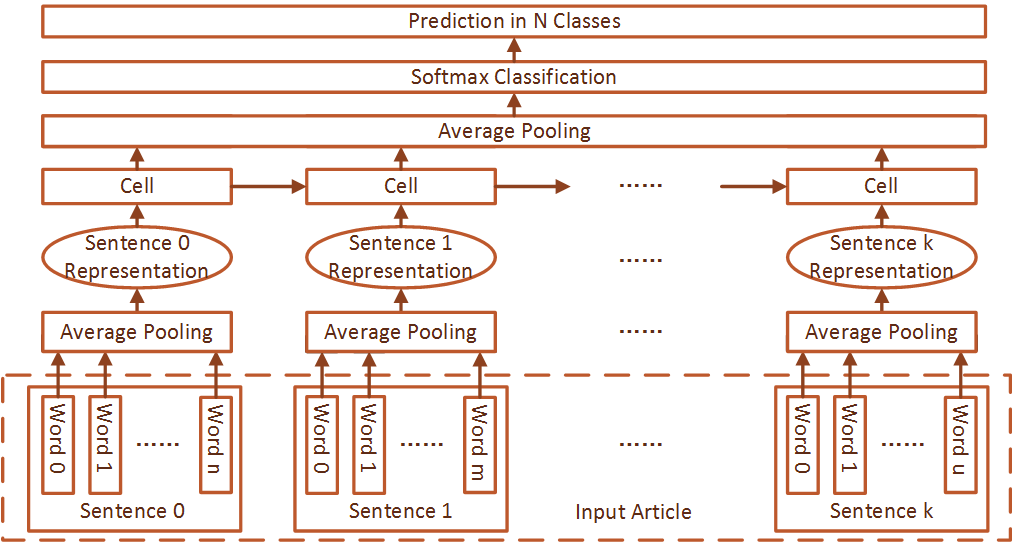 Prediction in N Classes
Softmax Classification
Average Pooling
Cell Cell ...... Cell
Sentence 0 Representation
Sentence 1 Representation
......
Sentence k Representation
Average Pooling Average Pooling ...... Average Pooling
Word 0 Word 1 ...... Word n
Word 0 Word 1 ...... Word m
......
Word 0 Word 1 ...... Word u
Sentence 0 Sentence 1 Input Article Sentence k